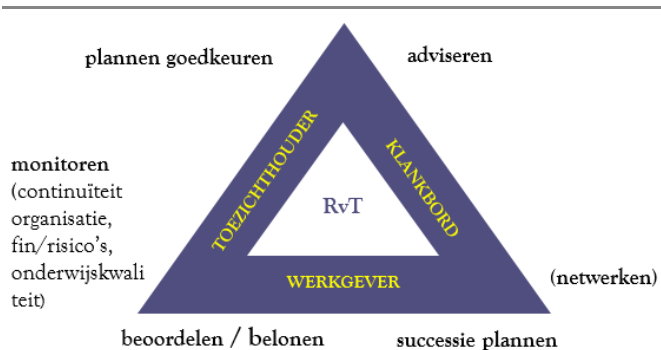 plannen goedkeuren
adviseren
TOEZICHTHOUDER
KLANKBORD
monitoren
(continuïteit
organisatie,
fin/risico's,
onderwijskwali
teit)
RvT
WERKGEVER
(netwerken)
beoordelen / belonen
successie plannen